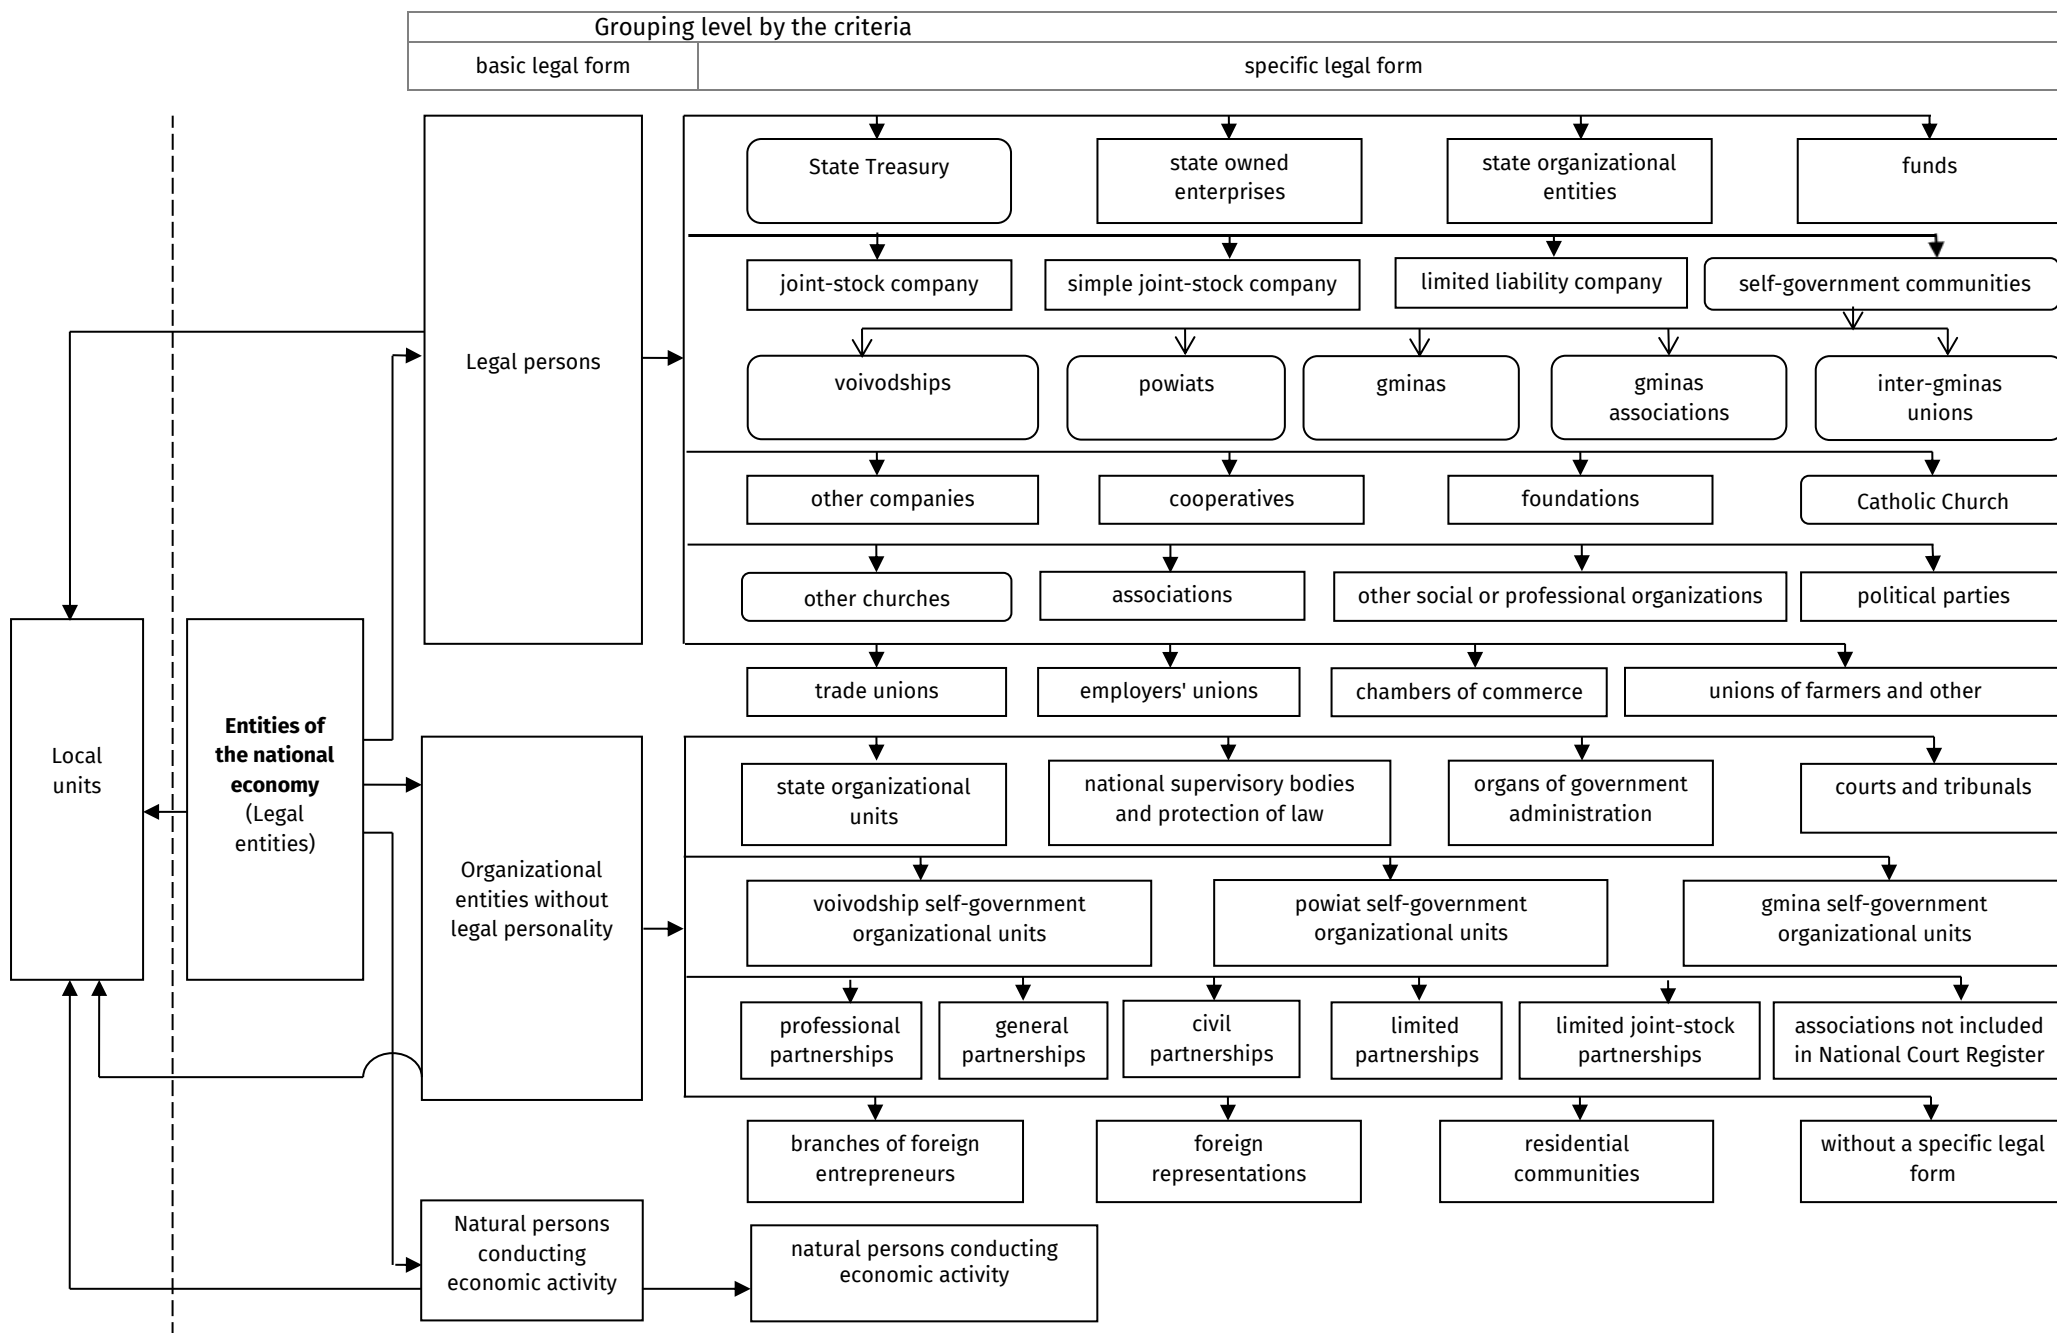 Grouping level by the criteria
basic legal form
specific legal form
State Treasury
state owned
enterprises
state organizational
entities
funds
joint-stock company
simple joint-stock company
limited liability company
self-government communities
Legal persons
voivodships
powiats
gminas
gminas
associations
inter-gminas
unions
other companies
cooperatives
foundations
Catholic Church
other churches
associations
other social or professional organizations
political parties
trade unions
employers' unions
chambers of commerce
unions of farmers and other
Local
units
Entities of
the national
economy
(Legal
entities)
Organizational
entities without
legal personality
state organizational
units
national supervisory bodies
and protection of law
organs of government
administration
courts and tribunals
voivodship self-government
organizational units
powiat self-government
organizational units
gmina self-government
organizational units
professional
partnerships
general
partnerships
civil
partnerships
limited
partnerships
limited joint-stock
partnerships
associations not included
in National Court Register
branches of foreign
entrepreneurs
foreign
representations
residential
communities
without a specific legal
form
Natural persons
conducting
economic activity
natural persons conducting
economic activity